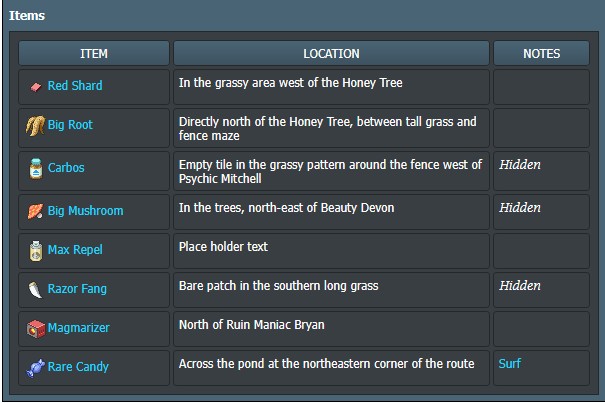 Items
ITEM LOCATION NOTES
Red Shard In the grassy area west of the Honey Tree
Big Root Directly north of the Honey Tree, between tall grass and
fence maze
Carbos Empty tile in the grassy pattern around the fence west of Hidden
Psychic Mitchell
Big Mushroom In the trees, north-east of Beauty Devon Hidden
Max Repel Place holder text
Razor Fang Bare patch in the southern long grass Hidden
Magmarizer North of Ruin Maniac Bryan
Rare Candy Across the pond at the northeastern corner of the route Surf